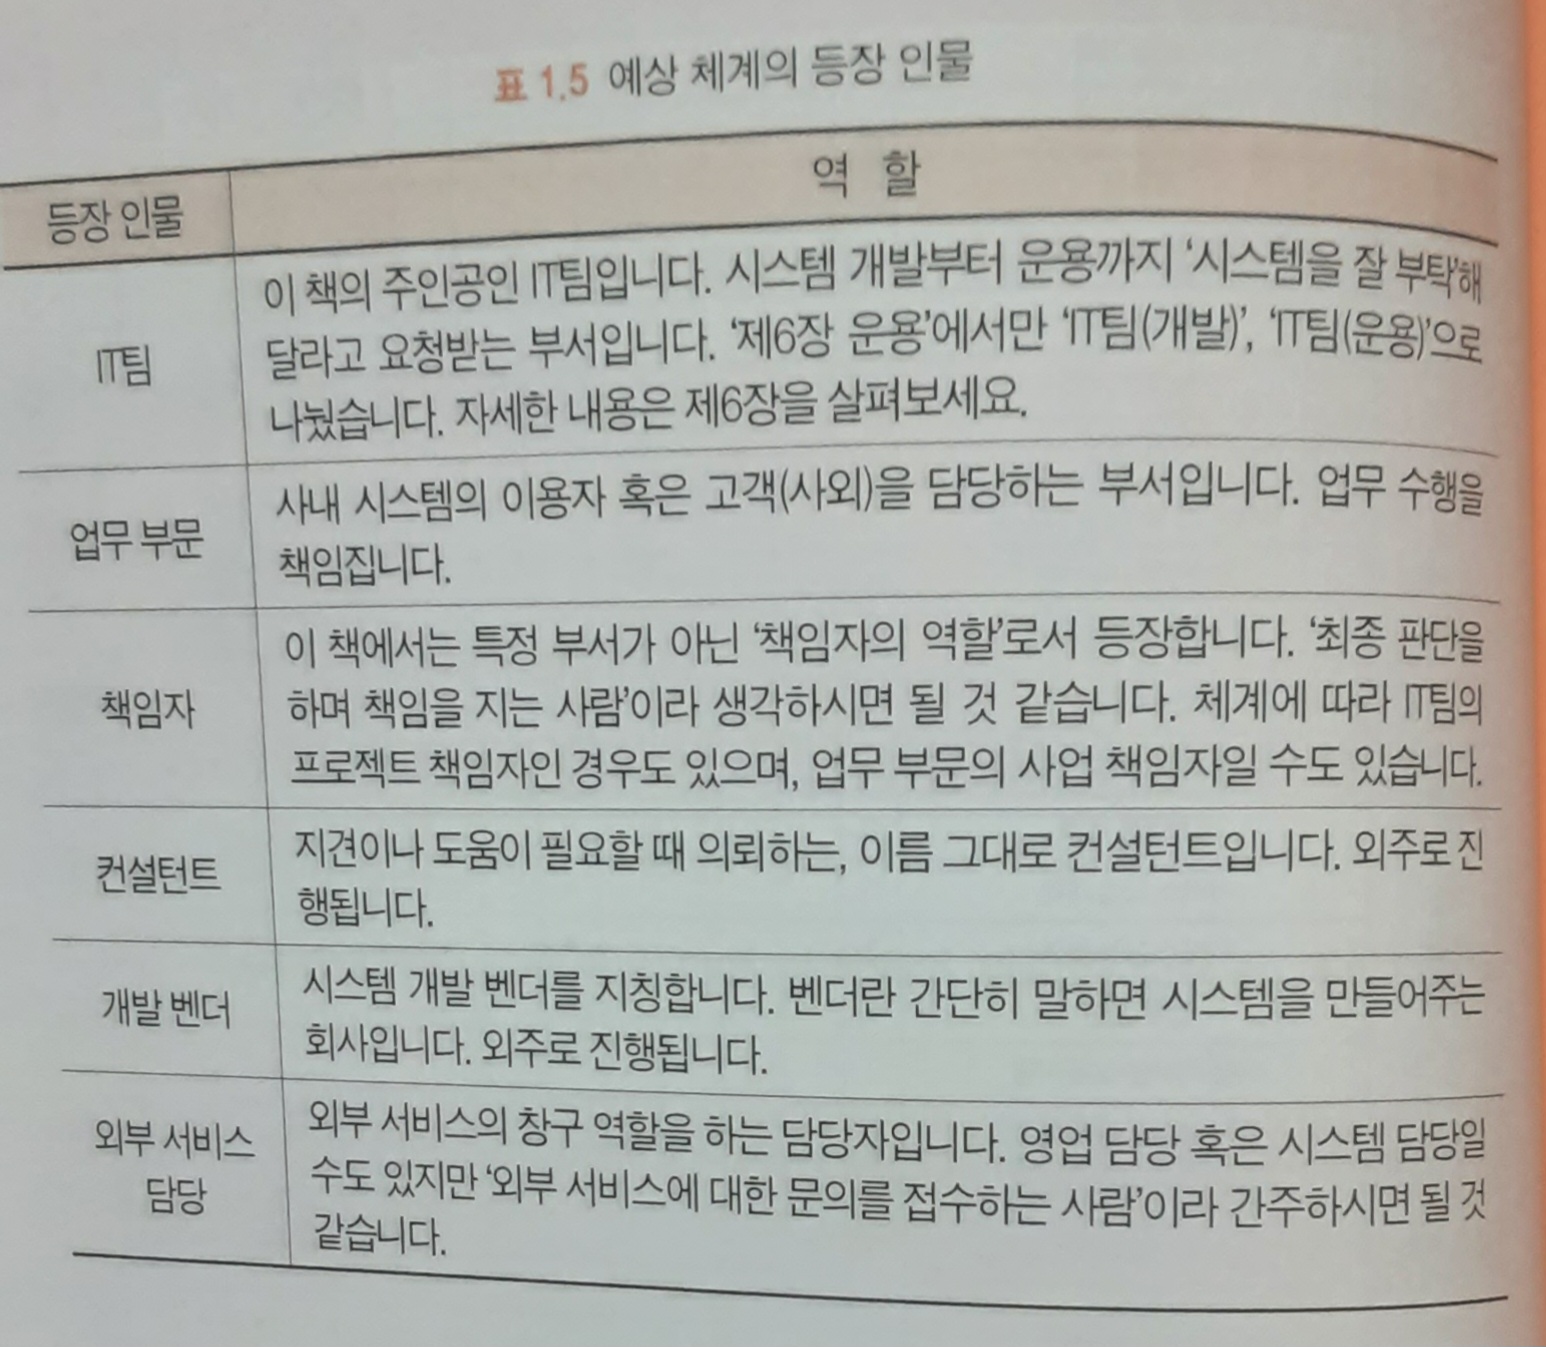 표 1.5 예상 체계의 등장 인물
등장 인물 역 할
IT팀
이 책의 주인공인 IT팀입니다. 시스템 개발부터 운용까지 '시스템을 잘 부탁'해
달라고 요청받는 부서입니다. '제6장 운용'에서만 'IT팀(개발)', 'IT팀(운용)'으로
나눴습니다. 자세한 내용은 제6장을 살펴보세요.
업무 부문
사내 시스템의 이용자 혹은 고객(사외)을 담당하는 부서입니다. 업무 수행을
책임집니다.
책임자
이 책에서는 특정 부서가 아닌 '책임자의 역할'로서 등장합니다. '최종 판단을
하며 책임을 지는 사람'이라 생각하시면 될 것 같습니다. 체계에 따라 IT팀의
프로젝트 책임자인 경우도 있으며, 업무 부문의 사업 책임자일 수도 있습니다.
컨설턴트
지견이나 도움이 필요할 때 의뢰하는, 이름 그대로 컨설턴트입니다. 외주로 진
행됩니다.
개발 벤더
시스템 개발 벤더를 지칭합니다. 벤더란 간단히 말하면 시스템을 만들어주는
회사입니다. 외주로 진행됩니다.
외부 서비스
담당
외부 서비스의 창구 역할을 하는 담당자입니다. 영업 담당 혹은 시스템 담당일
수도 있지만 '외부 서비스에 대한 문의를 접수하는 사람'이라 간주하시면 될 것
같습니다.